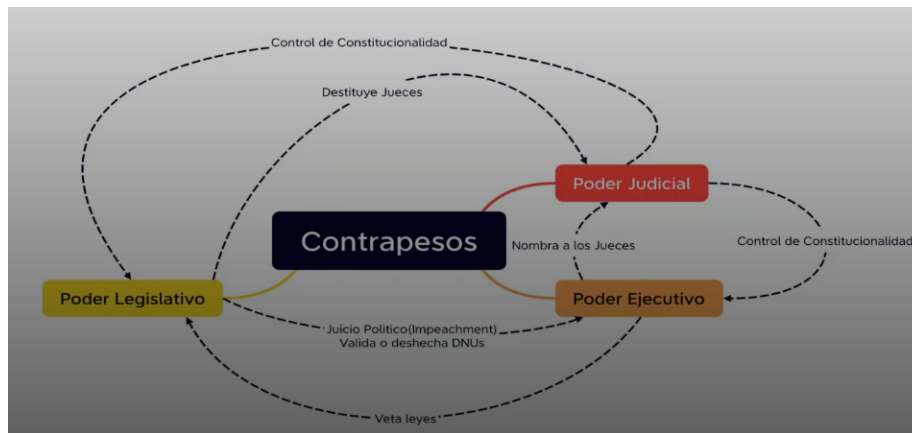 Control de Constitucionalidad
Destituye Jueces
Poder Judicial
Contrapesos
Nombra a los Jueces
Control de Constitucionalidad
Poder Legislativo
Poder Ejecutivo
Juicio Politico(Impeachment)
Valida o deshecha DNUs
Veta leyes